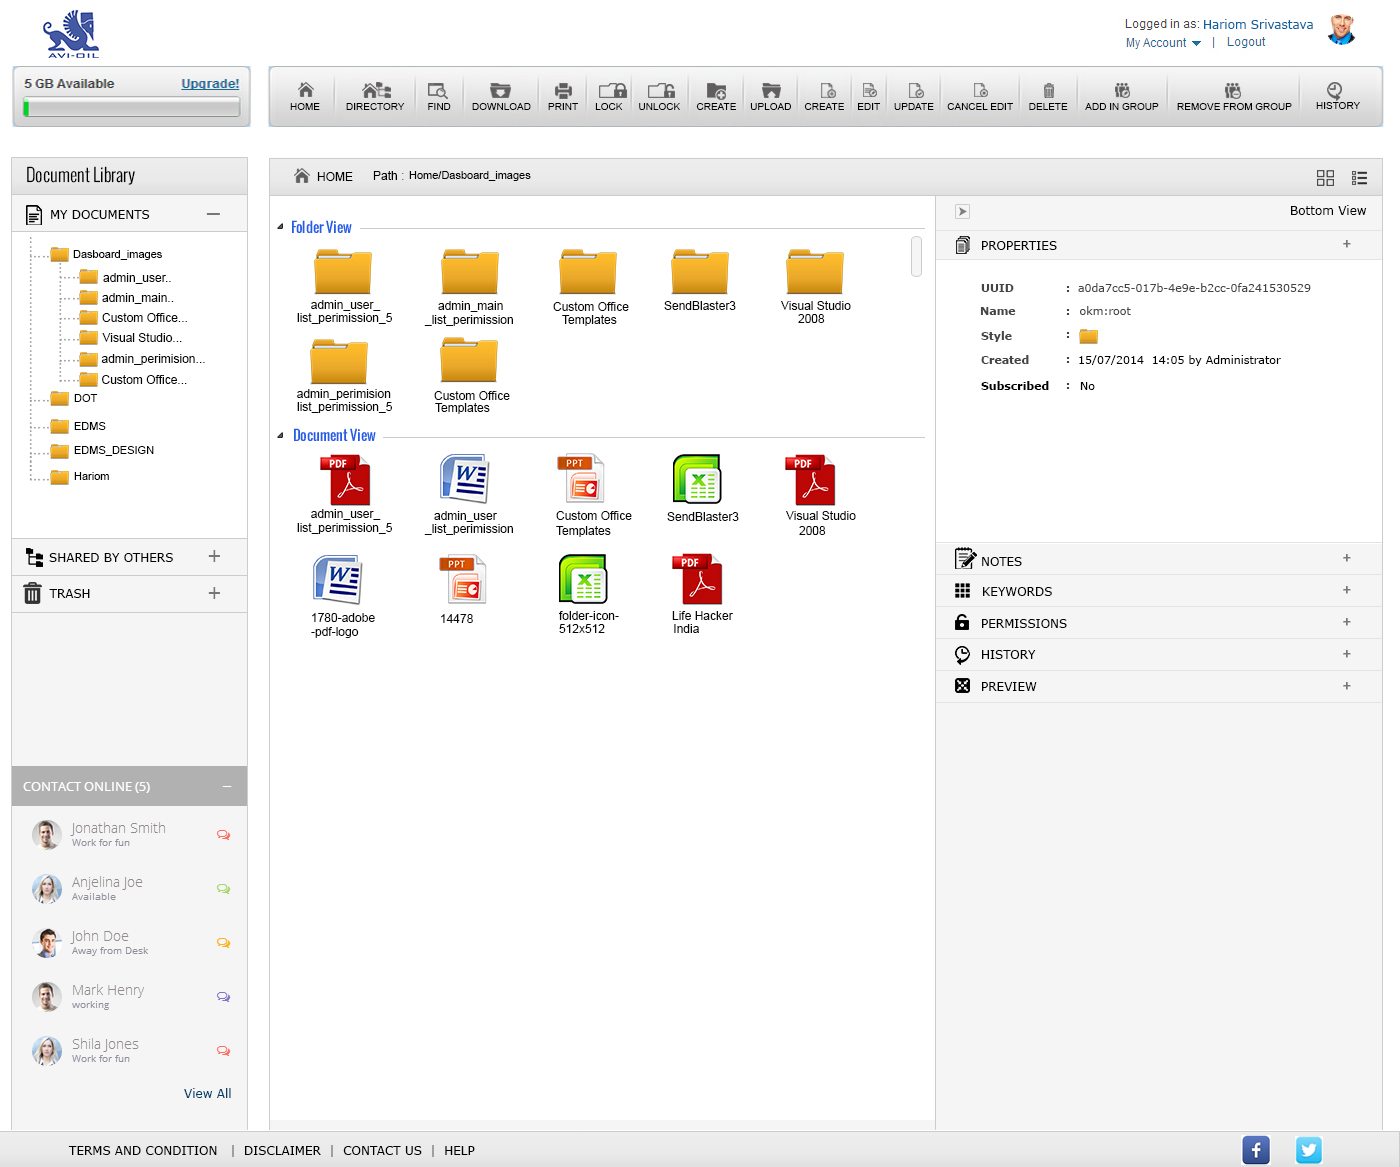 AVI-OIL
Logged in as: Hariom Srivastava
My Account | Logout
5 GB Available Upgrade!
HOME DIRECTORY FIND DOWNLOAD PRINT LOCK UNLOCK CREATE UPLOAD CREATE EDIT UPDATE CANCEL EDIT DELETE ADD IN GROUP REMOVE FROM GROUP HISTORY
Document Library
MY DOCUMENTS
Dasboard_images
admin_user..
admin_main..
Custom Office...
Visual Studio...
admin_perimision...
Custom Office...
DOT
EDMS
EDMS_DESIGN
Hariom
SHARED BY OTHERS +
TRASH +
CONTACT ONLINE (5) –
Jonathan Smith
Work for fun
Anjelina Joe
Available
John Doe
Away from Desk
Mark Henry
working
Shila Jones
Work for fun
View All
HOME Path : Home/Dasboard_images
Folder View
admin_user_
list_perimission_5
admin_main
_list_perimission
Custom Office
Templates
SendBlaster3
Visual Studio
2008
admin_perimision
list_perimission_5
Custom Office
Templates
Document View
PDF
admin_user_
list_perimission_5
W
admin_user
_list_perimission
PPT
Custom Office
Templates
X
SendBlaster3
PDF
Visual Studio
2008
W
1780-adobe
-pdf-logo
PPT
14478
X
folder-icon-
512x512
PDF
Life Hacker
India
Bottom View
PROPERTIES +
UUID : a0da7cc5-017b-4e9e-b2cc-0fa241530529
Name : okm:root
Style :
Created : 15/07/2014 14:05 by Administrator
Subscribed : No
NOTES +
KEYWORDS +
PERMISSIONS +
HISTORY +
PREVIEW +
TERMS AND CONDITION | DISCLAIMER | CONTACT US | HELP
f